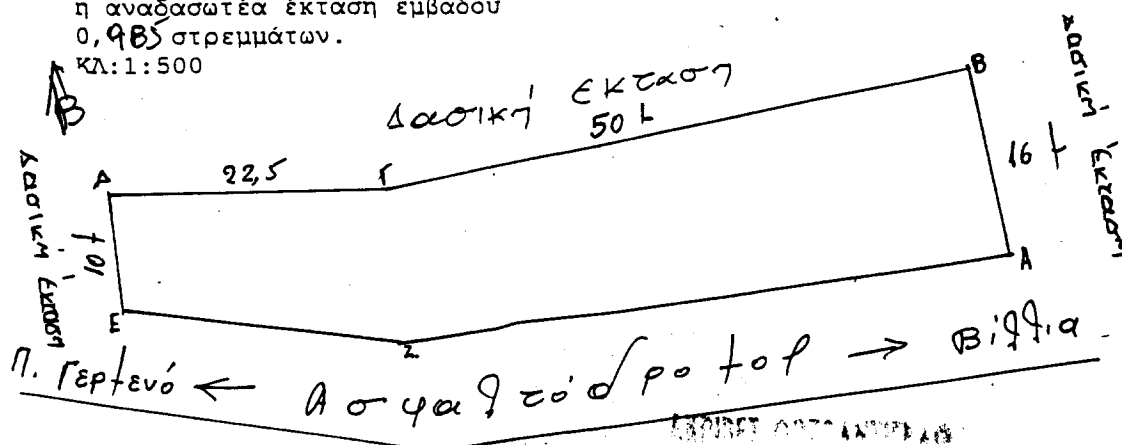 η αναδασωτέα έκταση εμβαδού
0,985 στρεμμάτων.
ΚΛ:1:500
Β
Δασική έκταση
50 μ
Β
Δασική Έκταση
16 μ
Δ
22,5
Γ
Δασική Έκταση
10 μ
Α
Ε
Ζ
Π. Γερμενό ← Ασφαλτόδρομος → Βίλλια